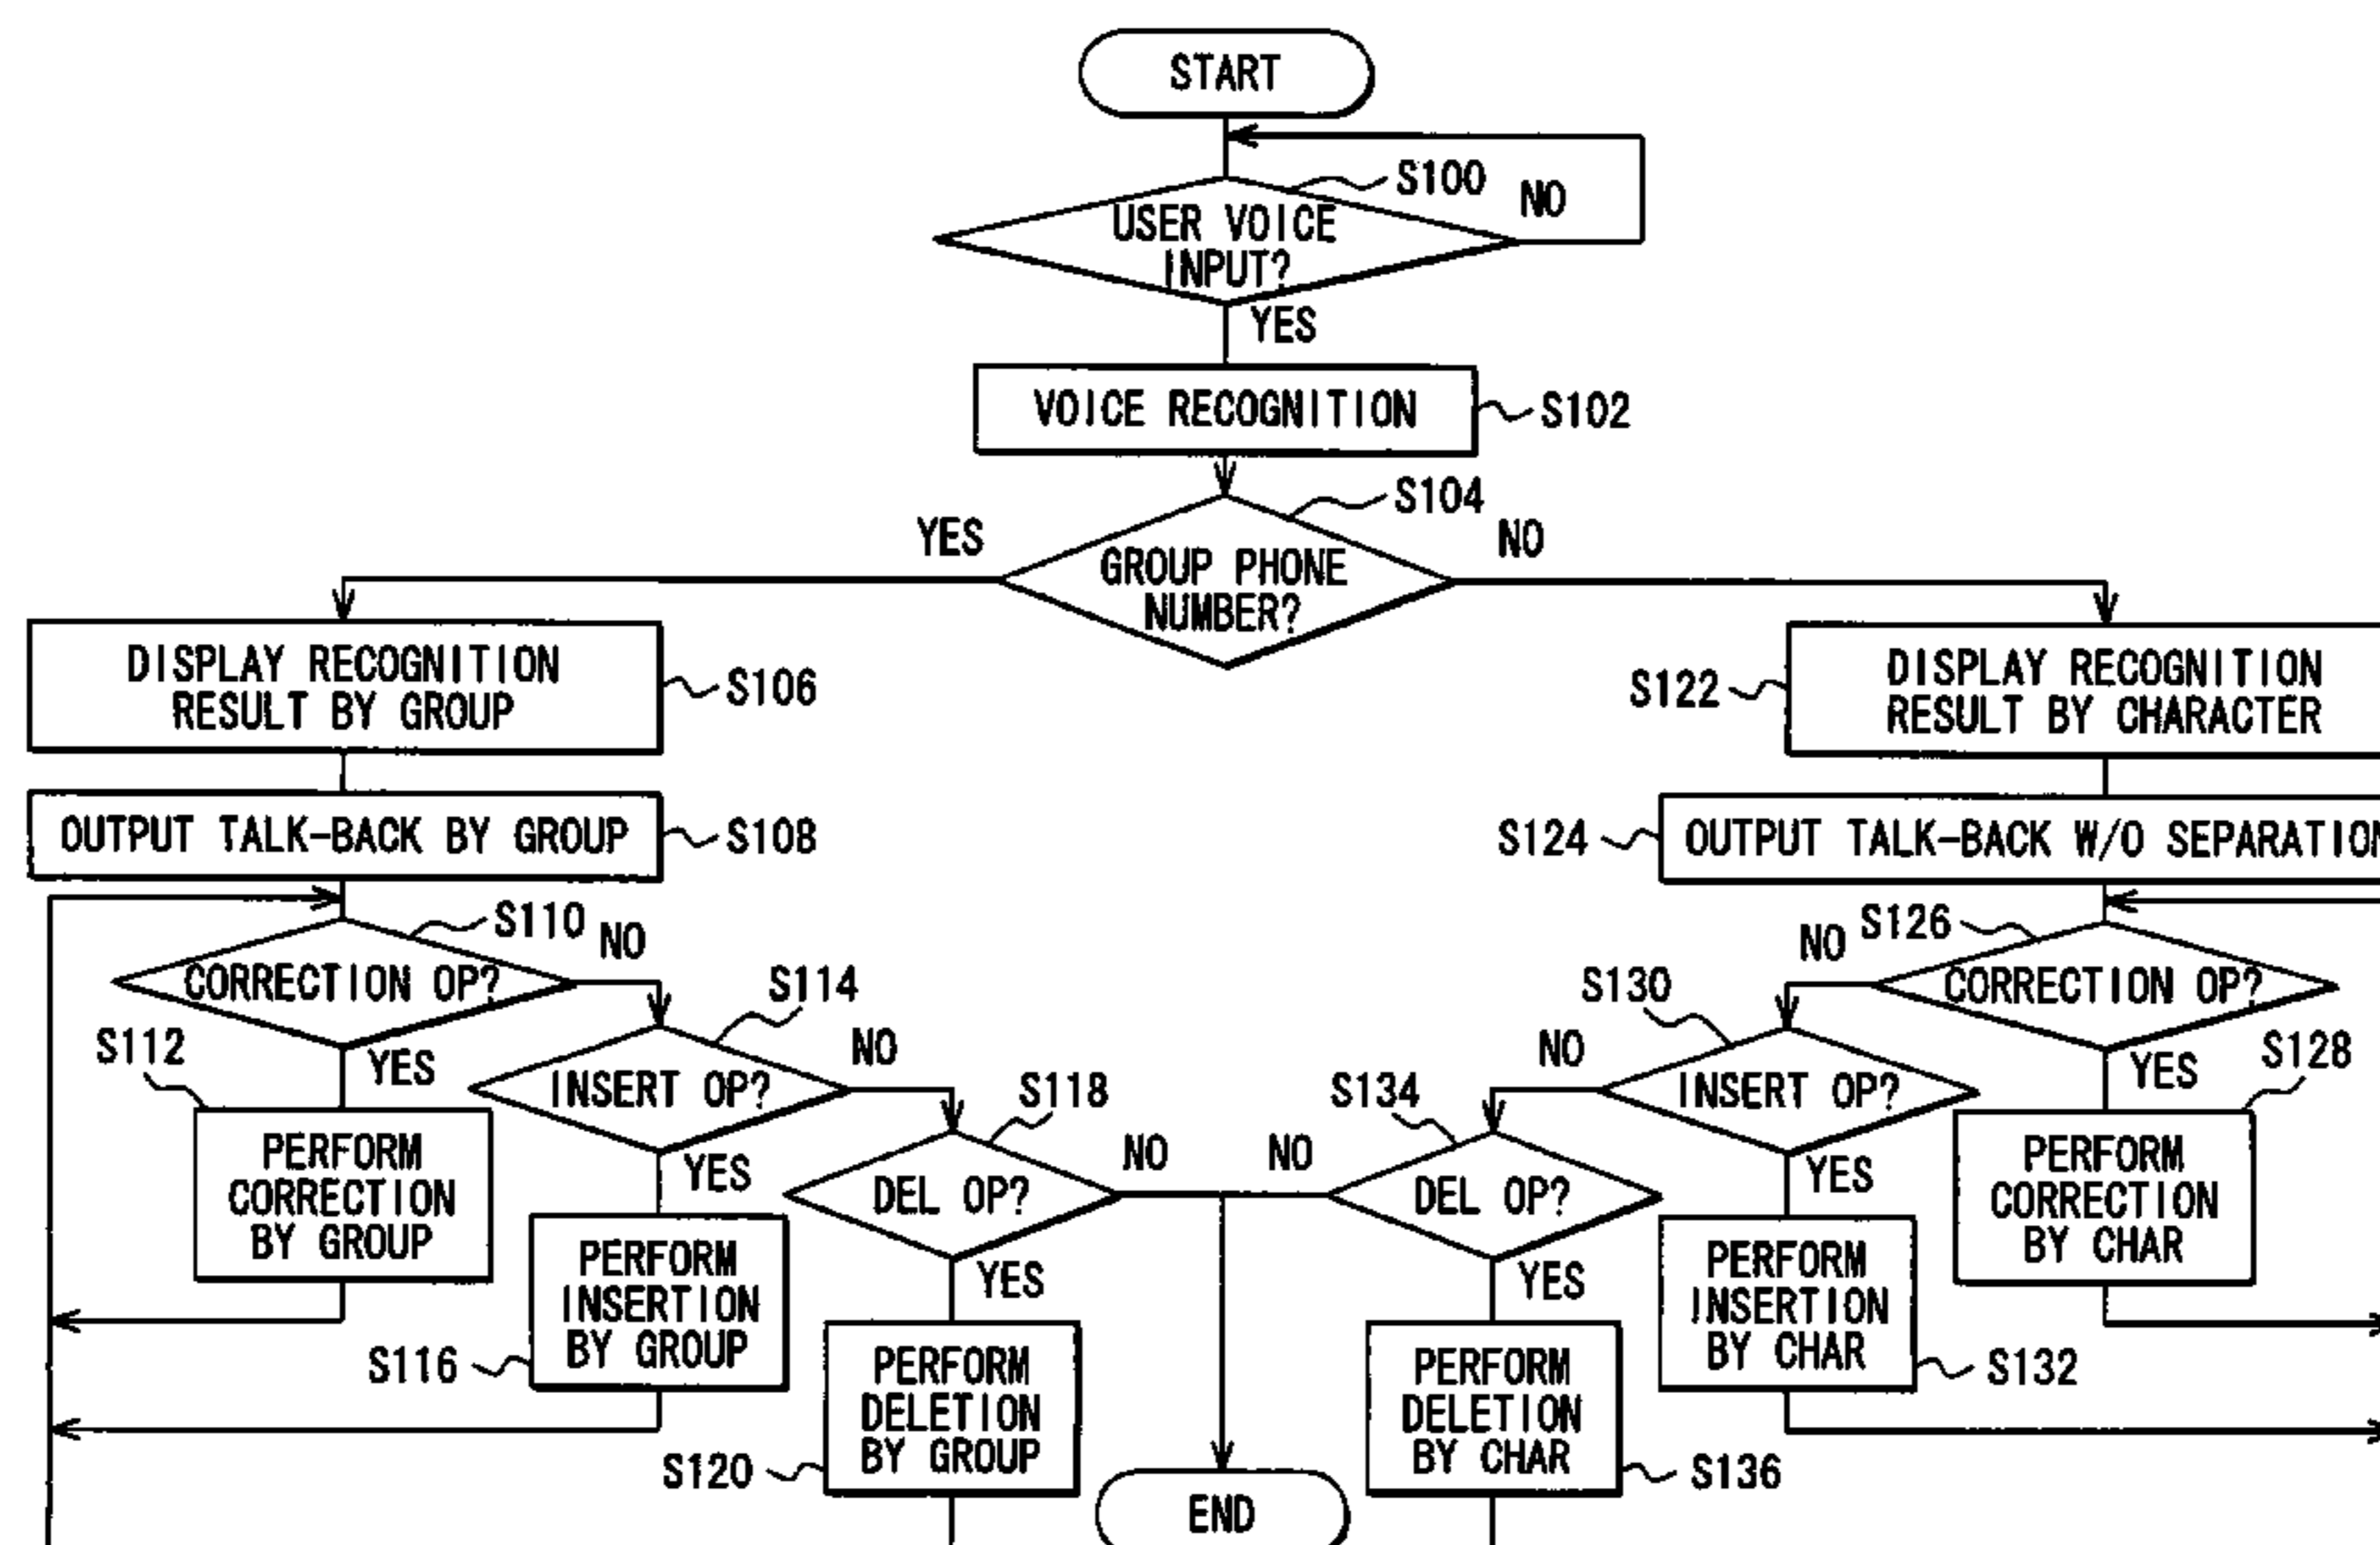 START
S100
NO
USER VOICE
INPUT?
YES
VOICE RECOGNITION
S102
S104
YES
NO
GROUP PHONE
NUMBER?
DISPLAY RECOGNITION
RESULT BY GROUP
S106
S122
DISPLAY RECOGNITION
RESULT BY CHARACTER
OUTPUT TALK-BACK BY GROUP
S108
S124
OUTPUT TALK-BACK W/O SEPARATION
S110
NO
CORRECTION OP?
S112
YES
PERFORM
CORRECTION
BY GROUP
S114
NO
INSERT OP?
YES
PERFORM
INSERTION
BY GROUP
S116
S118
NO
DEL OP?
YES
PERFORM
DELETION
BY GROUP
S120
END
S126
NO
CORRECTION OP?
YES
S128
PERFORM
CORRECTION
BY CHAR
S130
NO
INSERT OP?
YES
PERFORM
INSERTION
BY CHAR
S132
S134
NO
DEL OP?
YES
PERFORM
DELETION
BY CHAR
S136